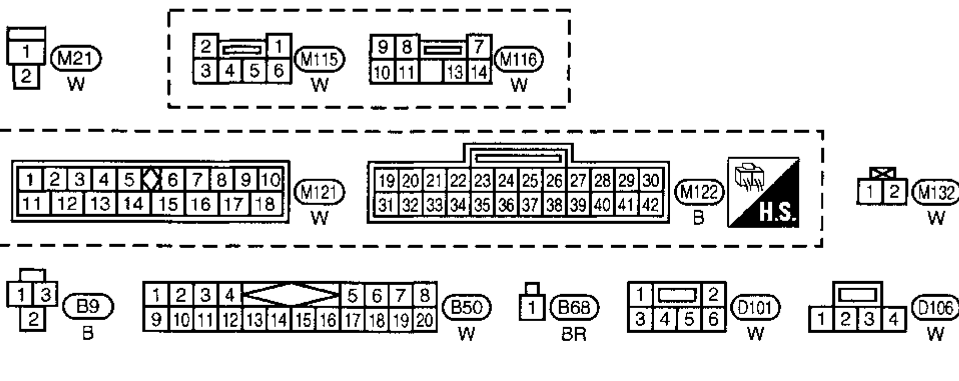 1 M21
2 W
2 1 M115
3 4 5 6 W
9 8 7 M116
10 11 13 14 W
1 2 3 4 5 6 7 8 9 10 M121
11 12 13 14 15 16 17 18 W
19 20 21 22 23 24 25 26 27 28 29 30 M122
31 32 33 34 35 36 37 38 39 40 41 42 B
H.S.
1 2 M132
W
1 3 B9
2 B
1 2 3 4 5 6 7 8 B50
9 10 11 12 13 14 15 16 17 18 19 20 W
1 B68
BR
1 2 D101
3 4 5 6 W
1 2 3 4 D106
W